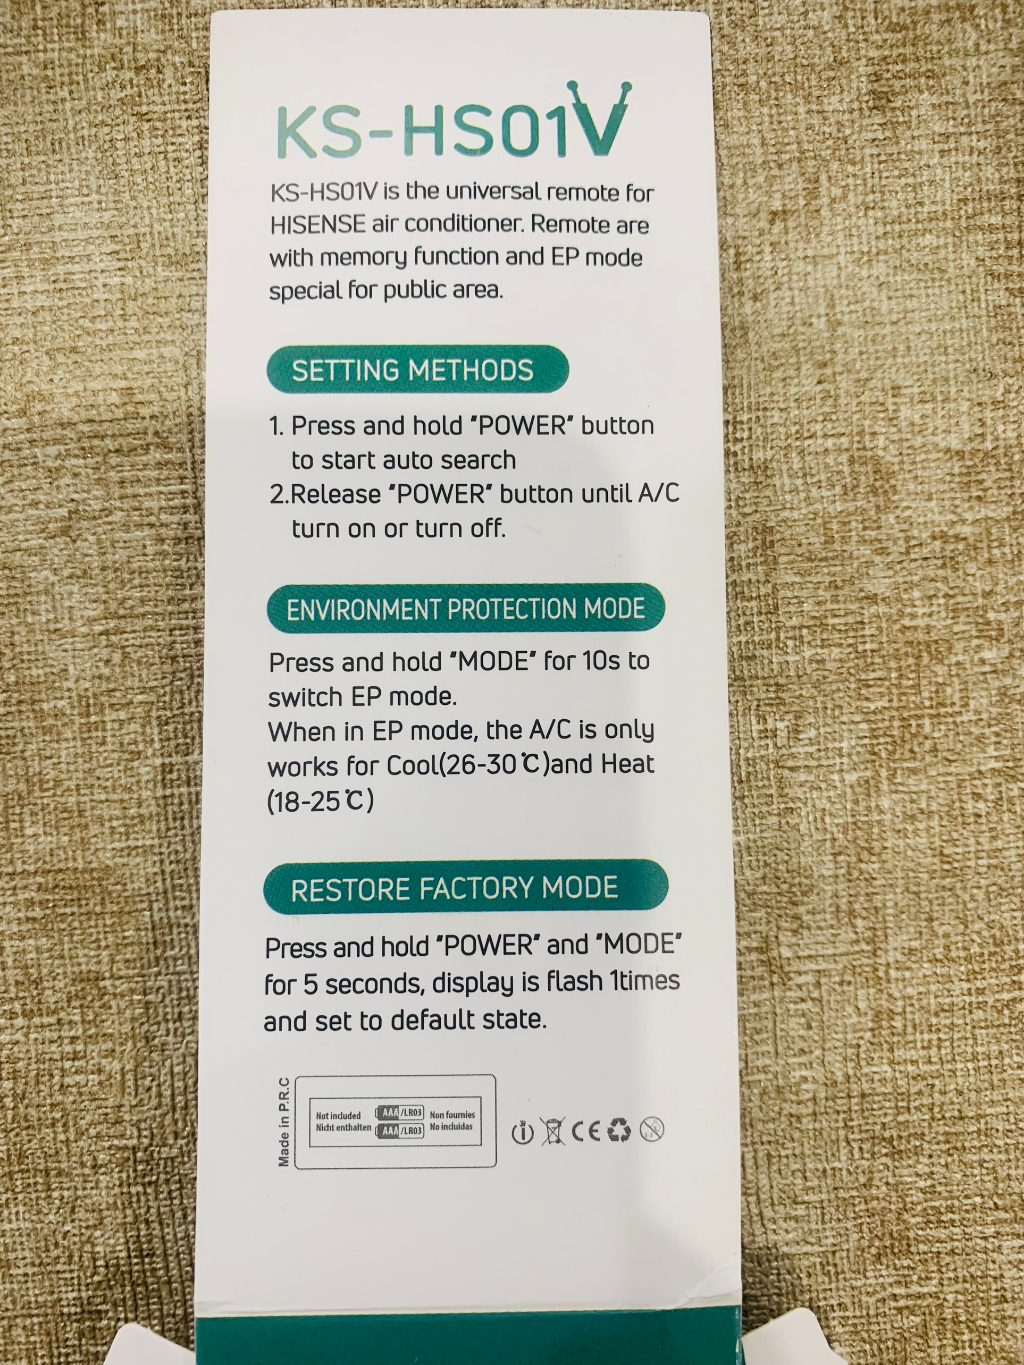 KS-HS01V
KS-HS01V is the universal remote for
HISENSE air conditioner. Remote are
with memory function and EP mode
special for public area.
SETTING METHODS
1. Press and hold "POWER" button
to start auto search
2.Release "POWER" button until A/C
turn on or turn off.
ENVIRONMENT PROTECTION MODE
Press and hold "MODE" for 10s to
switch EP mode.
When in EP mode, the A/C is only
works for Cool(26-30℃)and Heat
(18-25℃)
RESTORE FACTORY MODE
Press and hold "POWER" and "MODE"
for 5 seconds, display is flash 1times
and set to default state.
Made in P.R.C
Not included AAA/LR03 Non fournies
Nicht enthalten AAA/LR03 No incluidas
CE